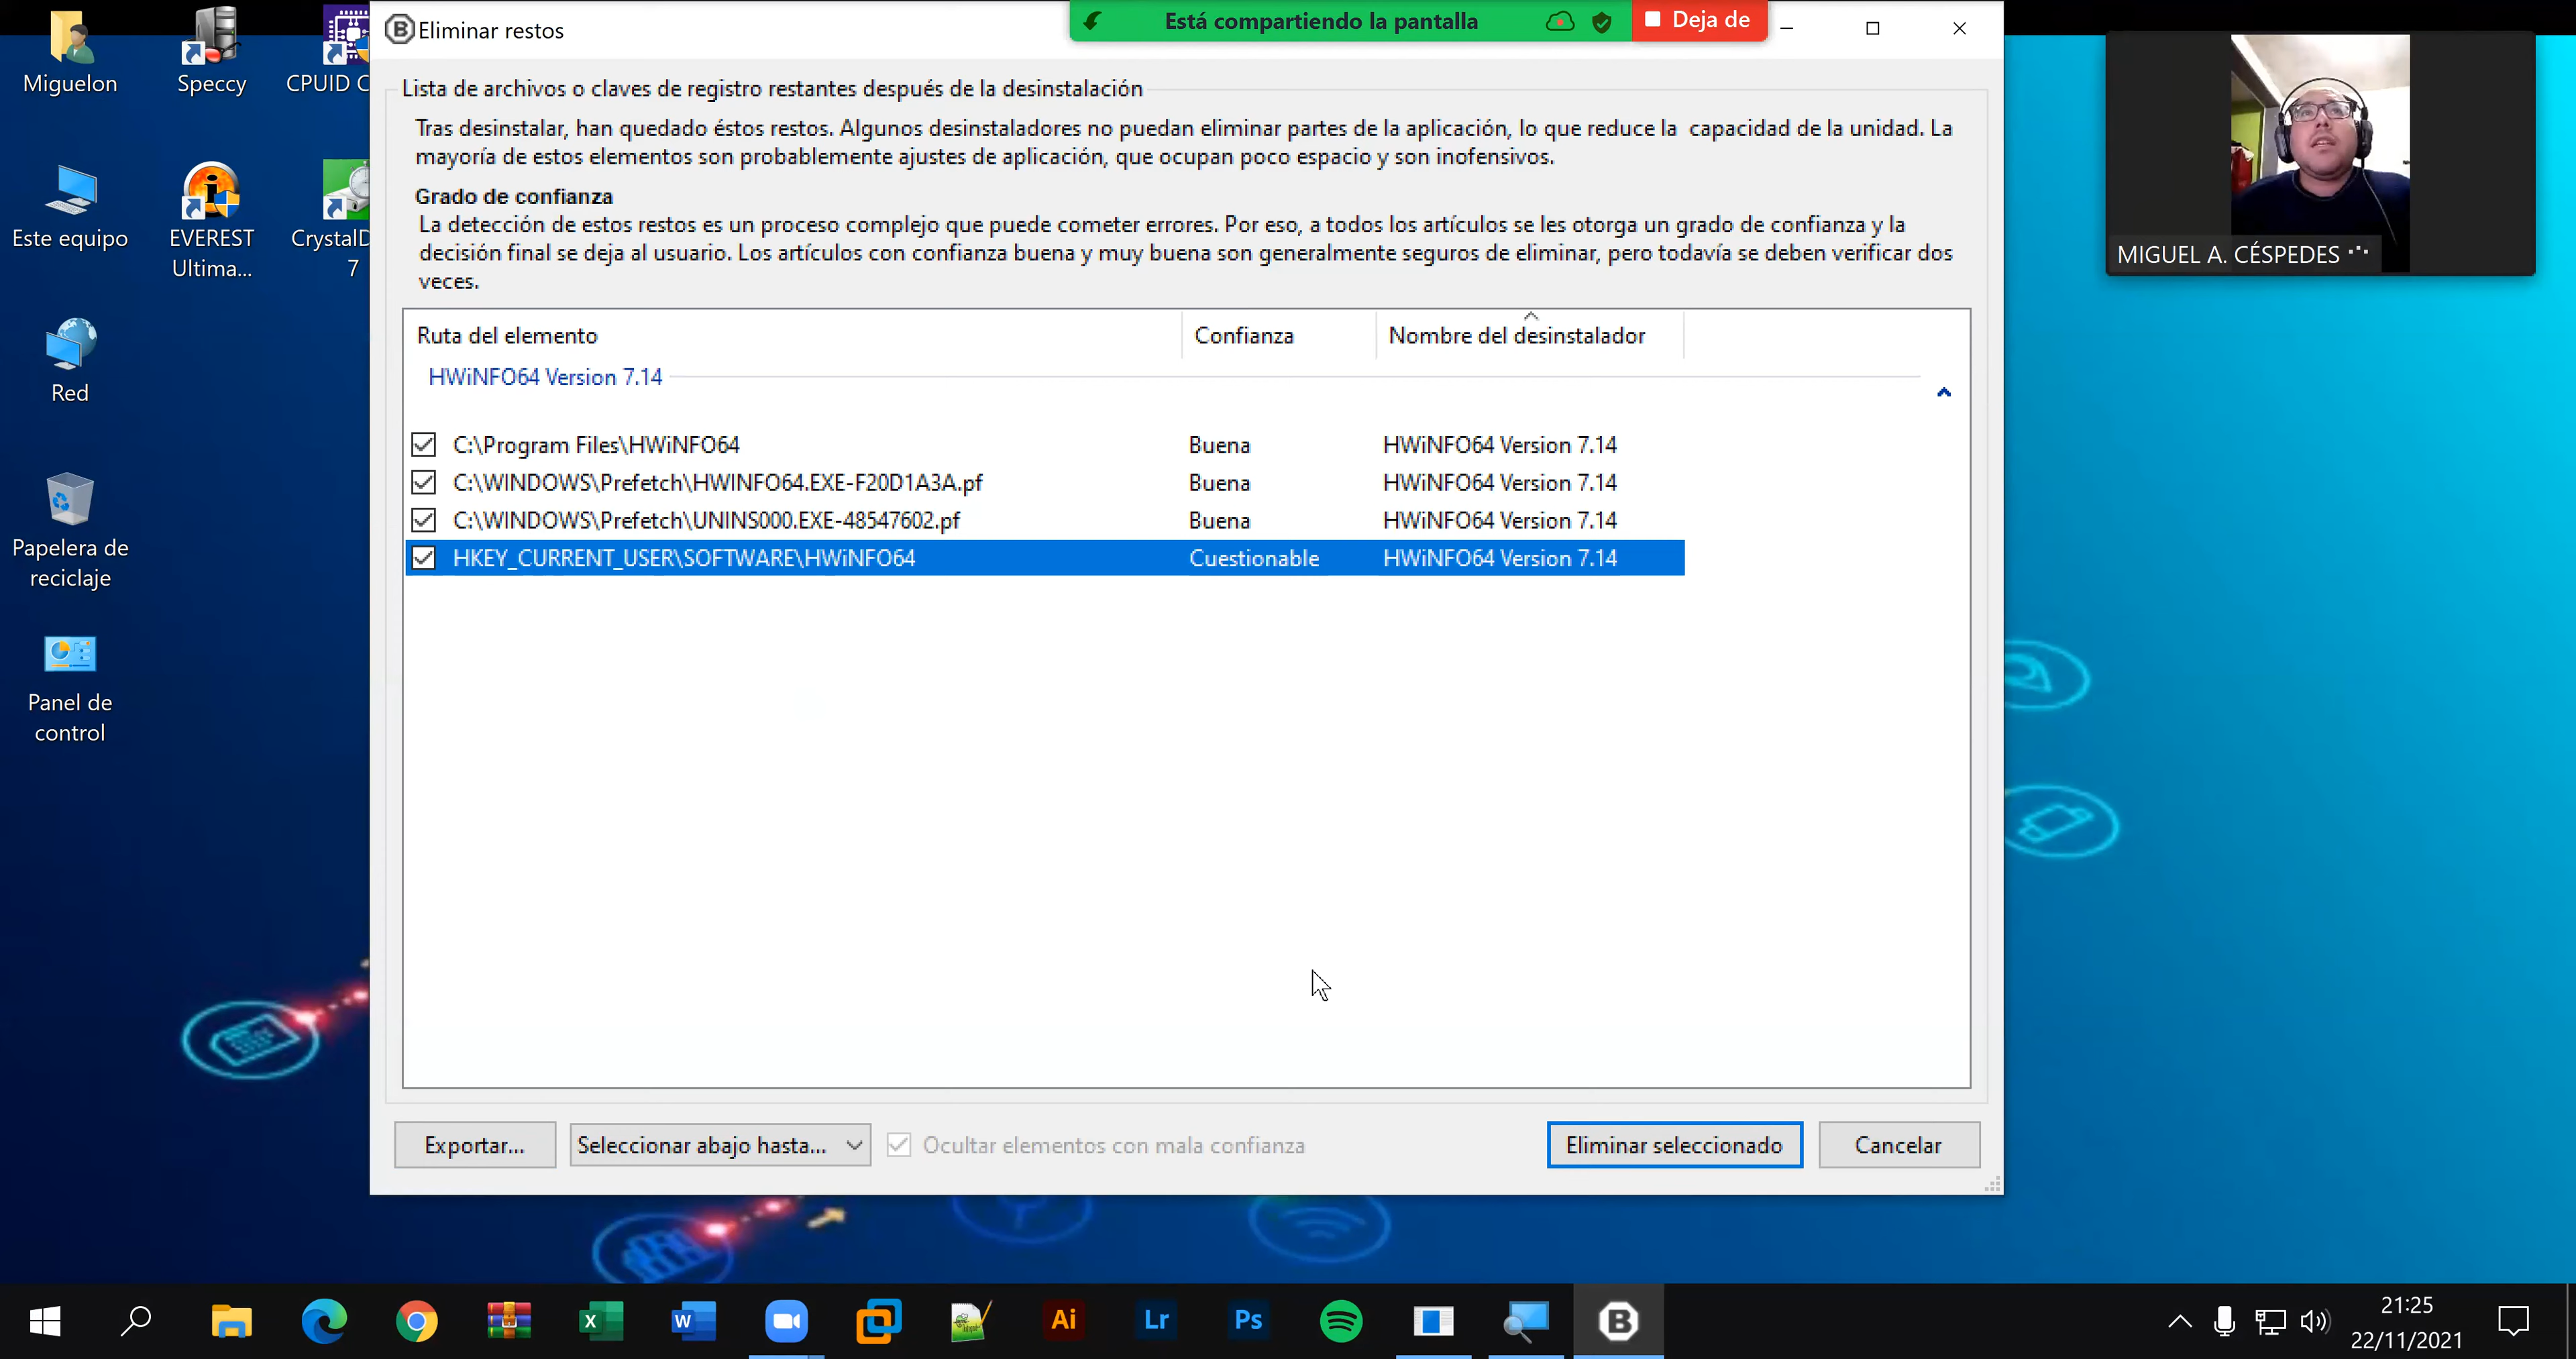 Está compartiendo la pantalla
Deja de
Eliminar restos
Miguelon
Speccy
CPUID C
Este equipo
EVEREST
Ultima...
CrystalD
7
Red
Papelera de
reciclaje
Panel de
control
Lista de archivos o claves de registro restantes después de la desinstalación
Tras desinstalar, han quedado éstos restos. Algunos desinstaladores no puedan eliminar partes de la aplicación, lo que reduce la capacidad de la unidad. La
mayoría de estos elementos son probablemente ajustes de aplicación, que ocupan poco espacio y son inofensivos.
Grado de confianza
La detección de estos restos es un proceso complejo que puede cometer errores. Por eso, a todos los artículos se les otorga un grado de confianza y la
decisión final se deja al usuario. Los artículos con confianza buena y muy buena son generalmente seguros de eliminar, pero todavía se deben verificar dos
veces.
Ruta del elemento Confianza Nombre del desinstalador
HWiNFO64 Version 7.14
C:\Program Files\HWiNFO64 Buena HWiNFO64 Version 7.14
C:\WINDOWS\Prefetch\HWINFO64.EXE-F20D1A3A.pf Buena HWiNFO64 Version 7.14
C:\WINDOWS\Prefetch\UNINS000.EXE-48547602.pf Buena HWiNFO64 Version 7.14
HKEY_CURRENT_USER\SOFTWARE\HWiNFO64 Cuestionable HWiNFO64 Version 7.14
Exportar... Seleccionar abajo hasta... Ocultar elementos con mala confianza Eliminar seleccionado Cancelar
MIGUEL A. CÉSPEDES ...
Ai Lr Ps
21:25
22/11/2021